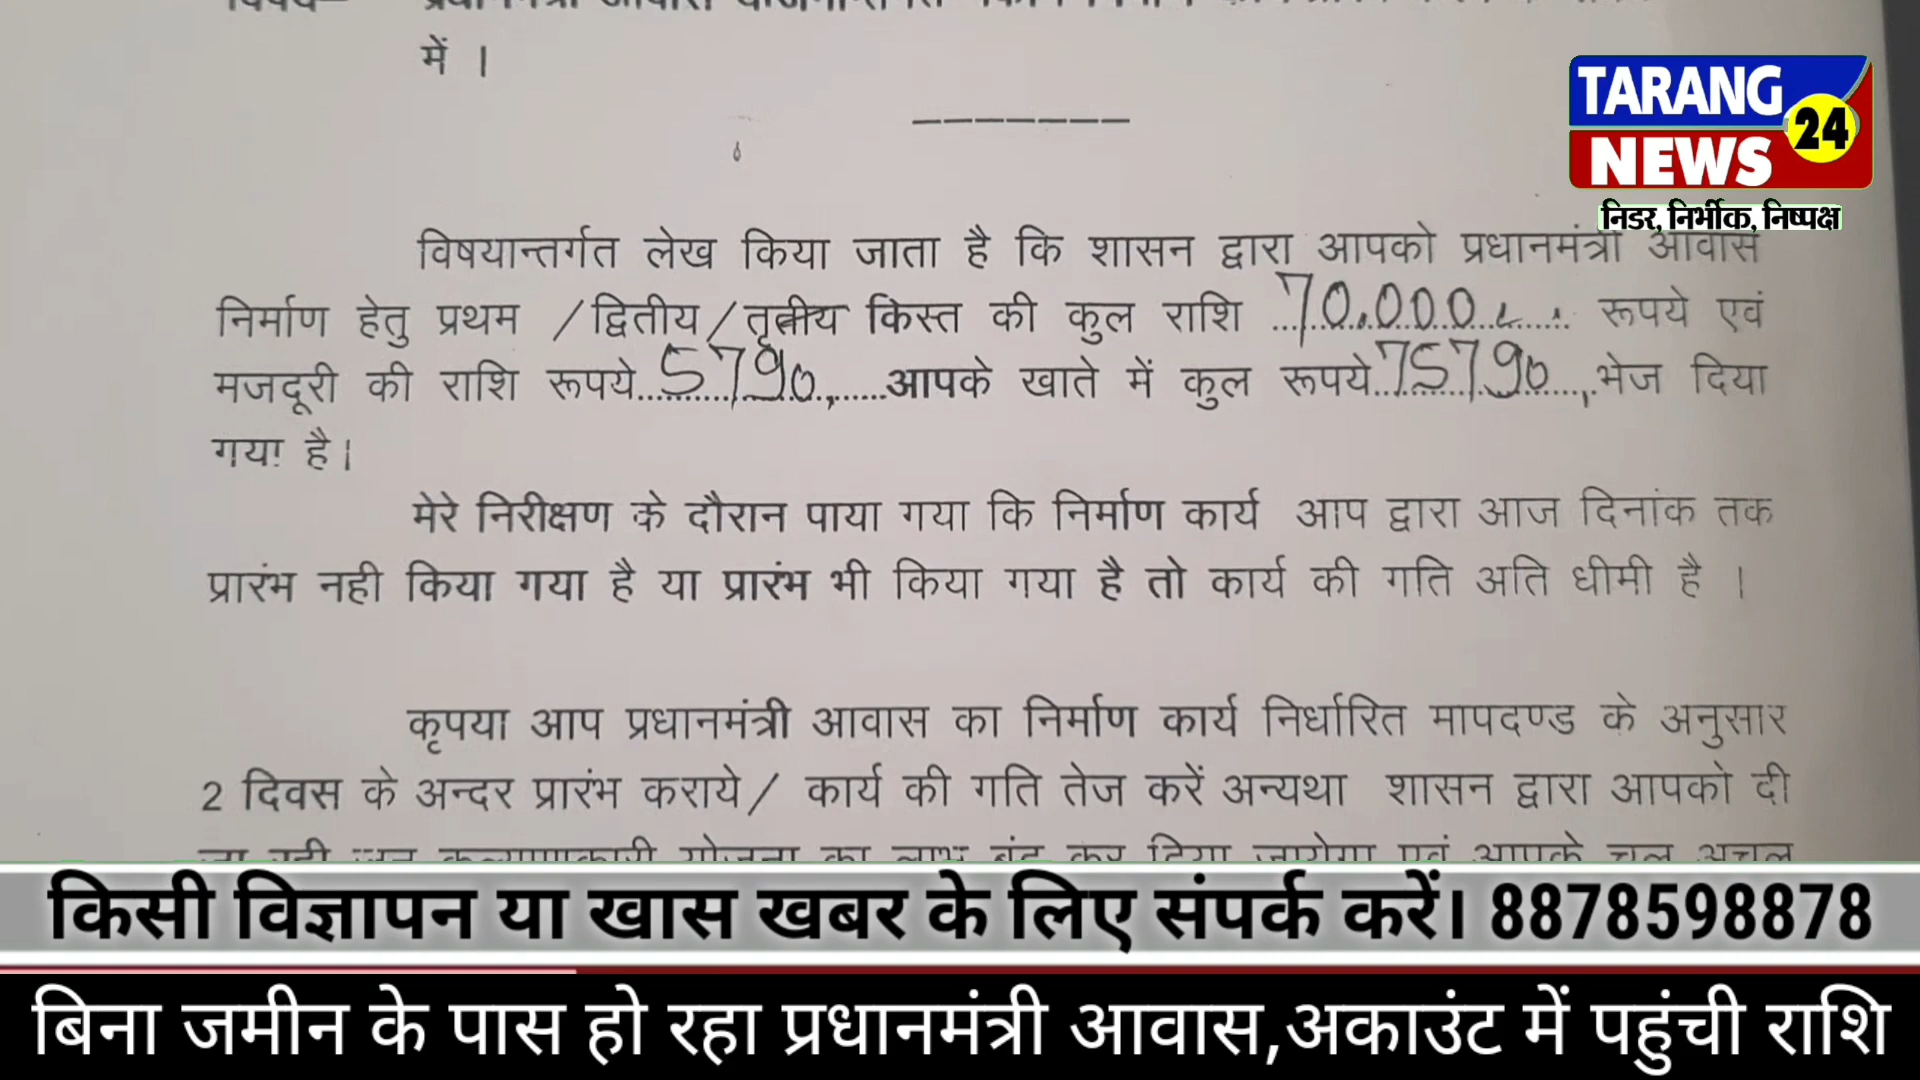 में ।
TARANG
NEWS 24
निडर, निर्भीक, निष्पक्ष
विषयान्तर्गत लेख किया जाता है कि शासन द्वारा आपको प्रधानमंत्री आवास
निर्माण हेतु प्रथम /द्वितीय/तृतीय किस्त की कुल राशि 70,000 रूपये एवं
मजदूरी की राशि रूपये 5790 आपके खाते में कुल रूपये 75790 भेज दिया
गया है।
मेरे निरीक्षण के दौरान पाया गया कि निर्माण कार्य आप द्वारा आज दिनांक तक
प्रारंभ नही किया गया है या प्रारंभ भी किया गया है तो कार्य की गति अति धीमी है ।
कृपया आप प्रधानमंत्री आवास का निर्माण कार्य निर्धारित मापदण्ड के अनुसार
2 दिवस के अन्दर प्रारंभ कराये/ कार्य की गति तेज करें अन्यथा शासन द्वारा आपको दी
किसी विज्ञापन या खास खबर के लिए संपर्क करें। 8878598878
बिना जमीन के पास हो रहा प्रधानमंत्री आवास,अकाउंट में पहुंची राशि